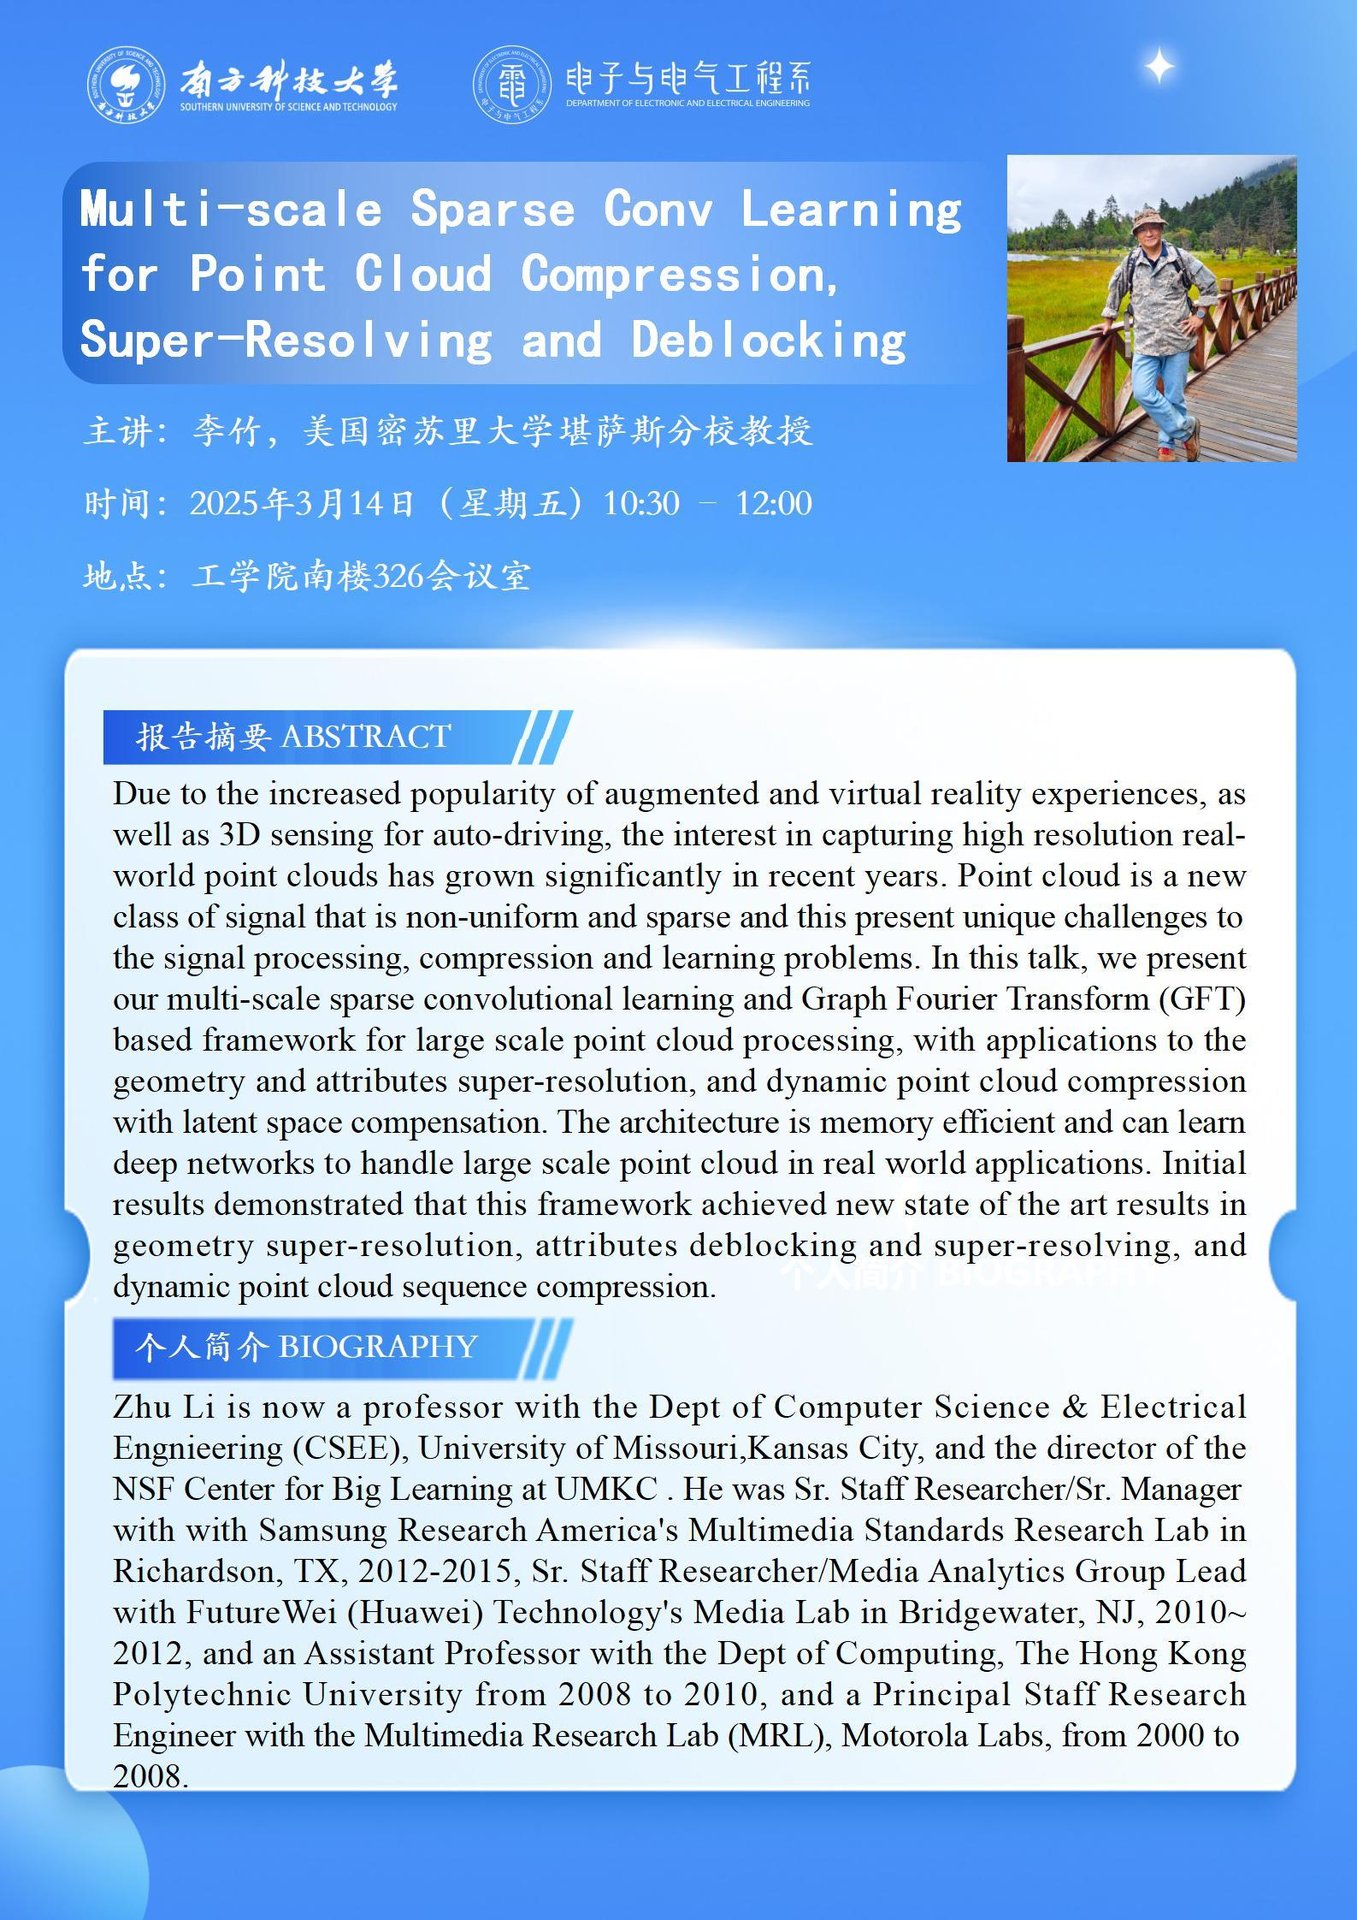 南方科技大学
SOUTHERN UNIVERSITY OF SCIENCE AND TECHNOLOGY
电子与电气工程系
DEPARTMENT OF ELECTRONIC AND ELECTRICAL ENGINEERING
Multi-scale Sparse Conv Learning
for Point Cloud Compression,
Super-Resolving and Deblocking
主讲：李竹，美国密苏里大学堪萨斯分校教授
时间：2025年3月14日（星期五）10:30 - 12:00
地点：工学院南楼326会议室
报告摘要 ABSTRACT
Due to the increased popularity of augmented and virtual reality experiences, as
well as 3D sensing for auto-driving, the interest in capturing high resolution real-
world point clouds has grown significantly in recent years. Point cloud is a new
class of signal that is non-uniform and sparse and this present unique challenges to
the signal processing, compression and learning problems. In this talk, we present
our multi-scale sparse convolutional learning and Graph Fourier Transform (GFT)
based framework for large scale point cloud processing, with applications to the
geometry and attributes super-resolution, and dynamic point cloud compression
with latent space compensation. The architecture is memory efficient and can learn
deep networks to handle large scale point cloud in real world applications. Initial
results demonstrated that this framework achieved new state of the art results in
geometry super-resolution, attributes deblocking and super-resolving, and
dynamic point cloud sequence compression.
个人简介 BIOGRAPHY
个人简介 BIOGRAPHY
Zhu Li is now a professor with the Dept of Computer Science & Electrical
Engnieering (CSEE), University of Missouri,Kansas City, and the director of the
NSF Center for Big Learning at UMKC . He was Sr. Staff Researcher/Sr. Manager
with with Samsung Research America's Multimedia Standards Research Lab in
Richardson, TX, 2012-2015, Sr. Staff Researcher/Media Analytics Group Lead
with FutureWei (Huawei) Technology's Media Lab in Bridgewater, NJ, 2010~
2012, and an Assistant Professor with the Dept of Computing, The Hong Kong
Polytechnic University from 2008 to 2010, and a Principal Staff Research
Engineer with the Multimedia Research Lab (MRL), Motorola Labs, from 2000 to
2008.